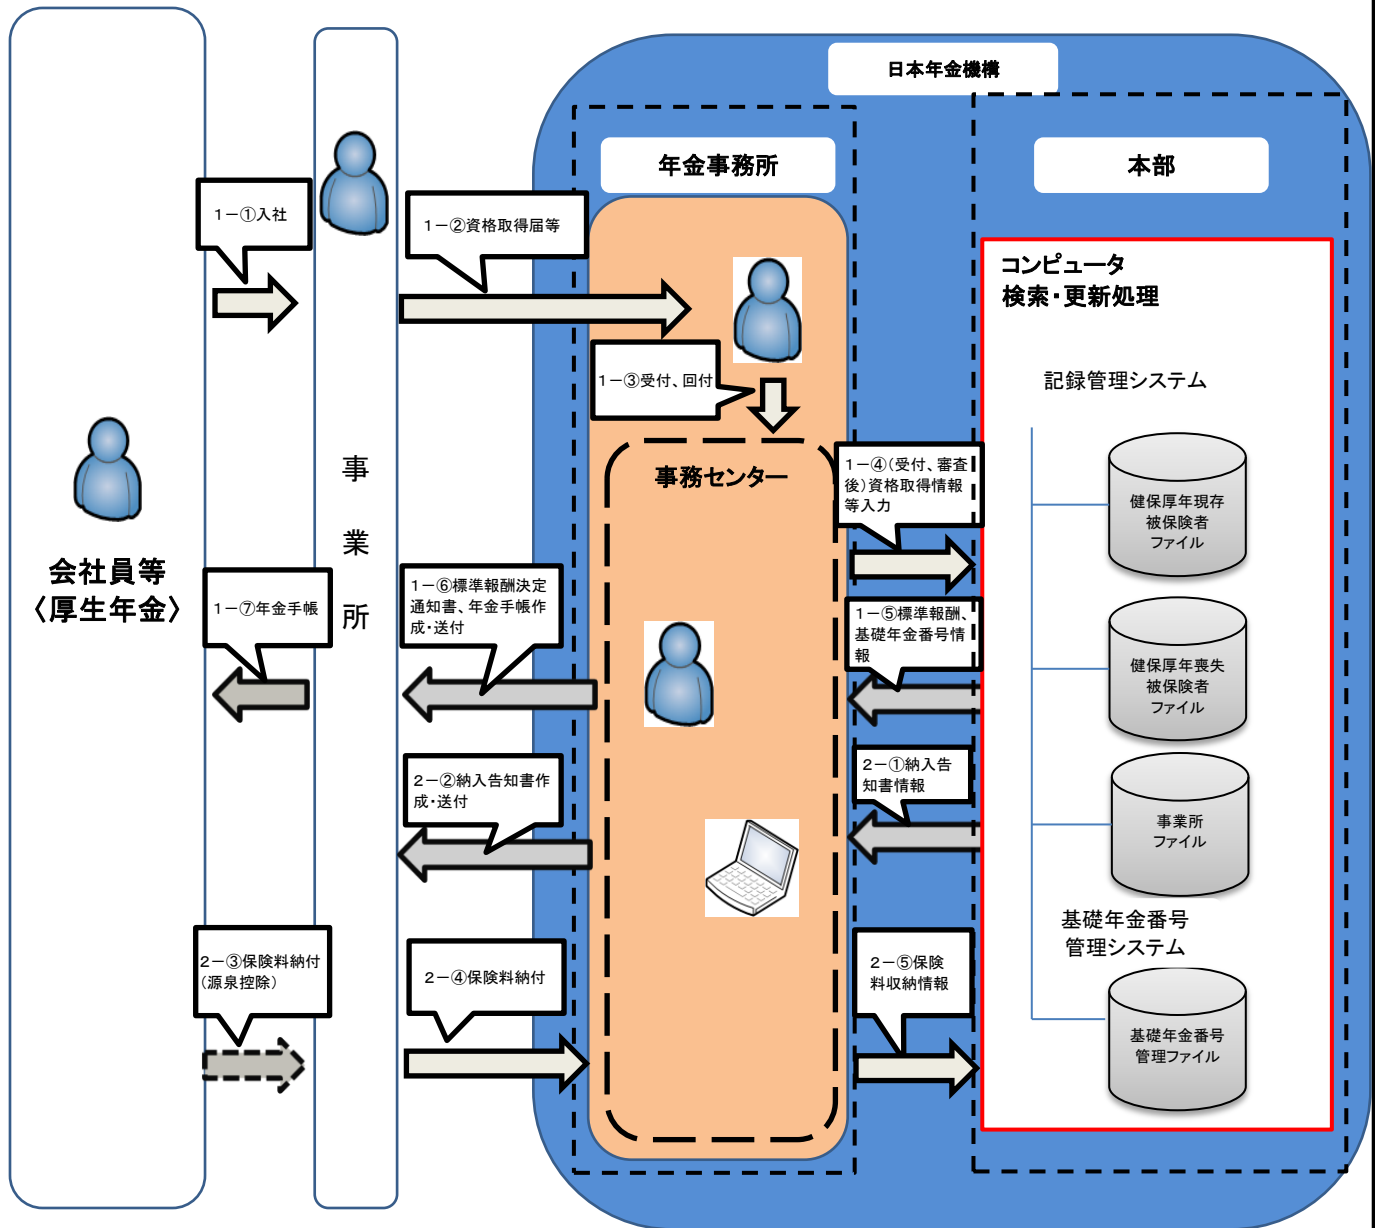 日本年金機構
年金事務所
本部
1－①入社
1－②資格取得届等
コンピュータ
検索・更新処理
1－③受付、回付
記録管理システム
事務センター
1－④(受付、審査
後)資格取得情報
等入力
健保厚年現存
被保険者
ファイル
事
業
所
会社員等
〈厚生年金〉
1－⑦年金手帳
1－⑥標準報酬決定
通知書、年金手帳作
成・送付
1－⑤標準報酬、
基礎年金番号情
報
健保厚年喪失
被保険者
ファイル
2－②納入告知書作
成・送付
2－①納入告
知書情報
事業所
ファイル
基礎年金番号
管理システム
2－③保険料納付
(源泉控除)
2－④保険料納付
2－⑤保険
料収納情報
基礎年金番号
管理ファイル